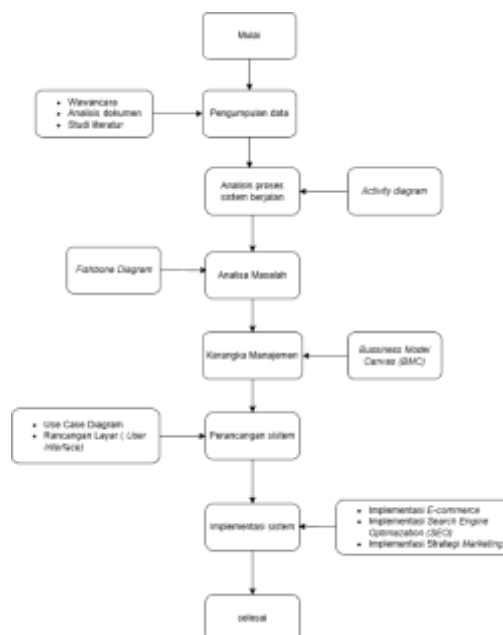 Mulai
• Wawancara
• Analisis dokumen
• Studi literatur
Pengumpulan data
Analisis proses
sistem berjalan
Activity diagram
Fishbone Diagram
Analisa Masalah
Kerangka Manajemen
Bussiness Model
Canvas (BMC)
• Use Case Diagram
• Rancangan Layar ( User
Interface)
Perancangan sistem
Implementasi sistem
• Implementasi E-commerce
• Implementasi Search Engine
Optimazation (SEO)
• Implementasi Strategi Marketing
selesai